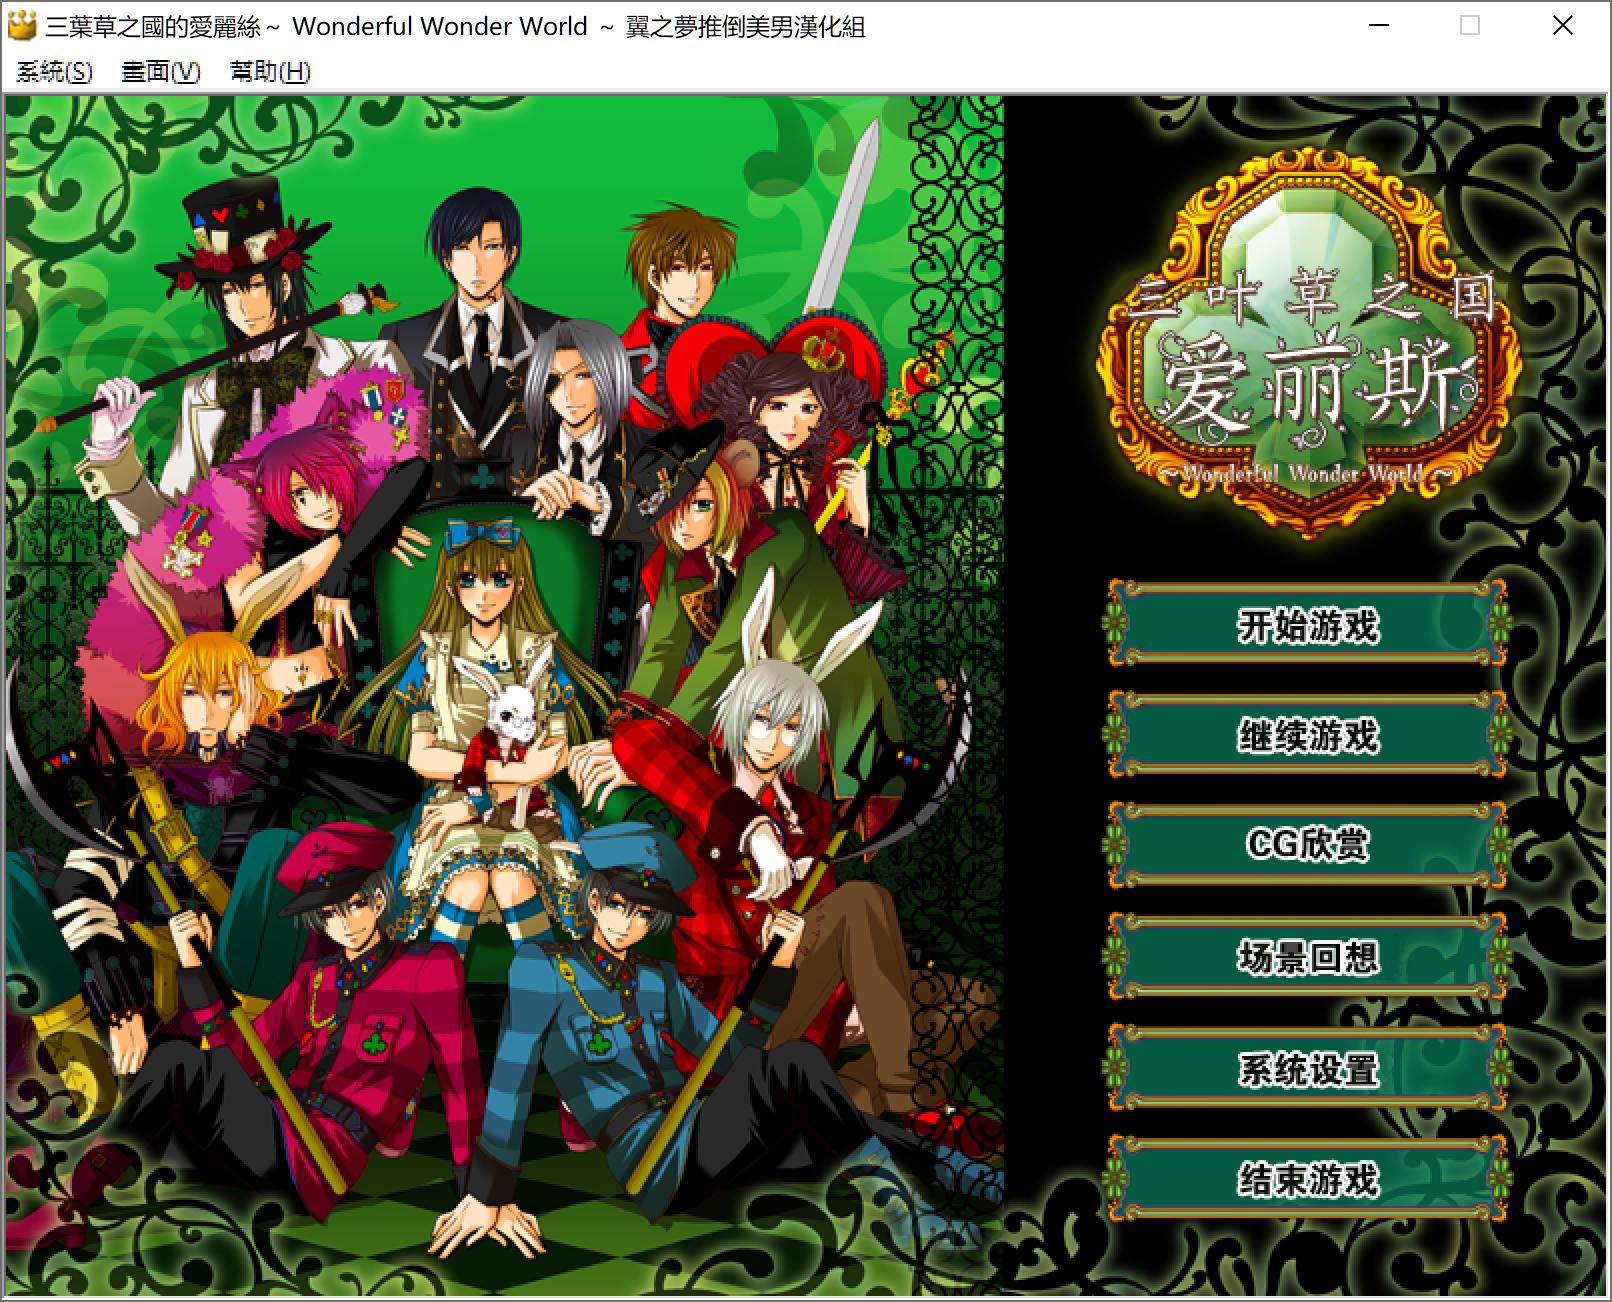 三葉草之國的愛麗絲～ Wonderful Wonder World ～ 翼之夢推倒美男漢化組
系統(S) 畫面(V) 幫助(H)
三叶草之国
爱丽斯
～Wonderful Wonder World～
开始游戏
继续游戏
CG欣赏
场景回想
系统设置
结束游戏